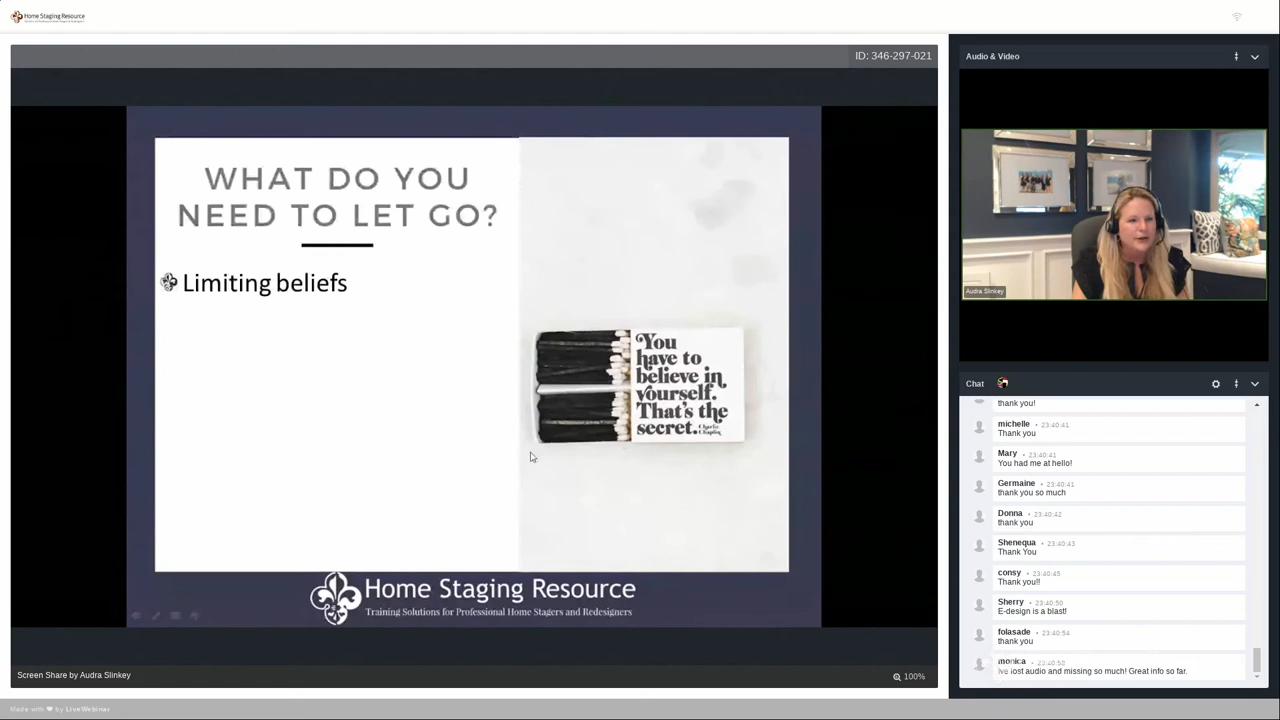 Home Staging Resource
ID: 346-297-021
WHAT DO YOU
NEED TO LET GO?
Limiting beliefs
You
have to
believe in
yourself.
That's the
secret.
Charlie
Chaplin
Home Staging Resource
Training Solutions for Professional Home Stagers and Redesigners
Screen Share by Audra Slinkey
100%
Made with ❤ by LiveWebinar
Audio & Video
Audra Slinkey
Chat
thank you!
michelle • 23:40:41
Thank you
Mary • 23:40:41
You had me at hello!
Germaine • 23:40:41
thank you so much
Donna • 23:40:42
thank you
Shenequa • 23:40:43
Thank You
consy • 23:40:45
Thank you!!
Sherry • 23:40:50
E-design is a blast!
folasade • 23:40:54
thank you
monica • 23:40:58
Ive lost audio and missing so much! Great info so far.